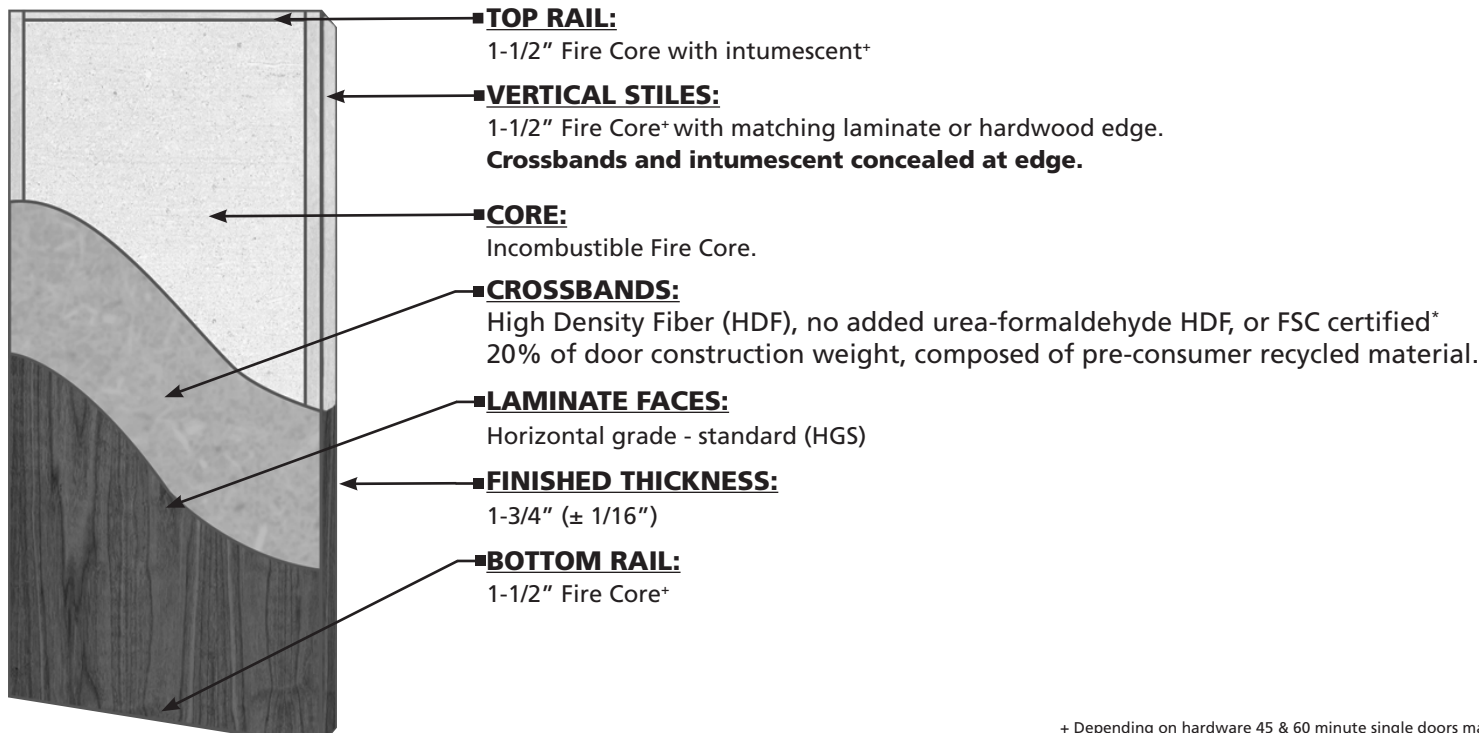 TOP RAIL:
1-1/2” Fire Core with intumescent+
VERTICAL STILES:
1-1/2” Fire Core+ with matching laminate or hardwood edge.
Crossbands and intumescent concealed at edge.
CORE:
Incombustible Fire Core.
CROSSBANDS:
High Density Fiber (HDF), no added urea-formaldehyde HDF, or FSC certified*
20% of door construction weight, composed of pre-consumer recycled material.
LAMINATE FACES:
Horizontal grade - standard (HGS)
FINISHED THICKNESS:
1-3/4” (± 1/16”)
BOTTOM RAIL:
1-1/2” Fire Core+
+ Depending on hardware 45 & 60 minute single doors